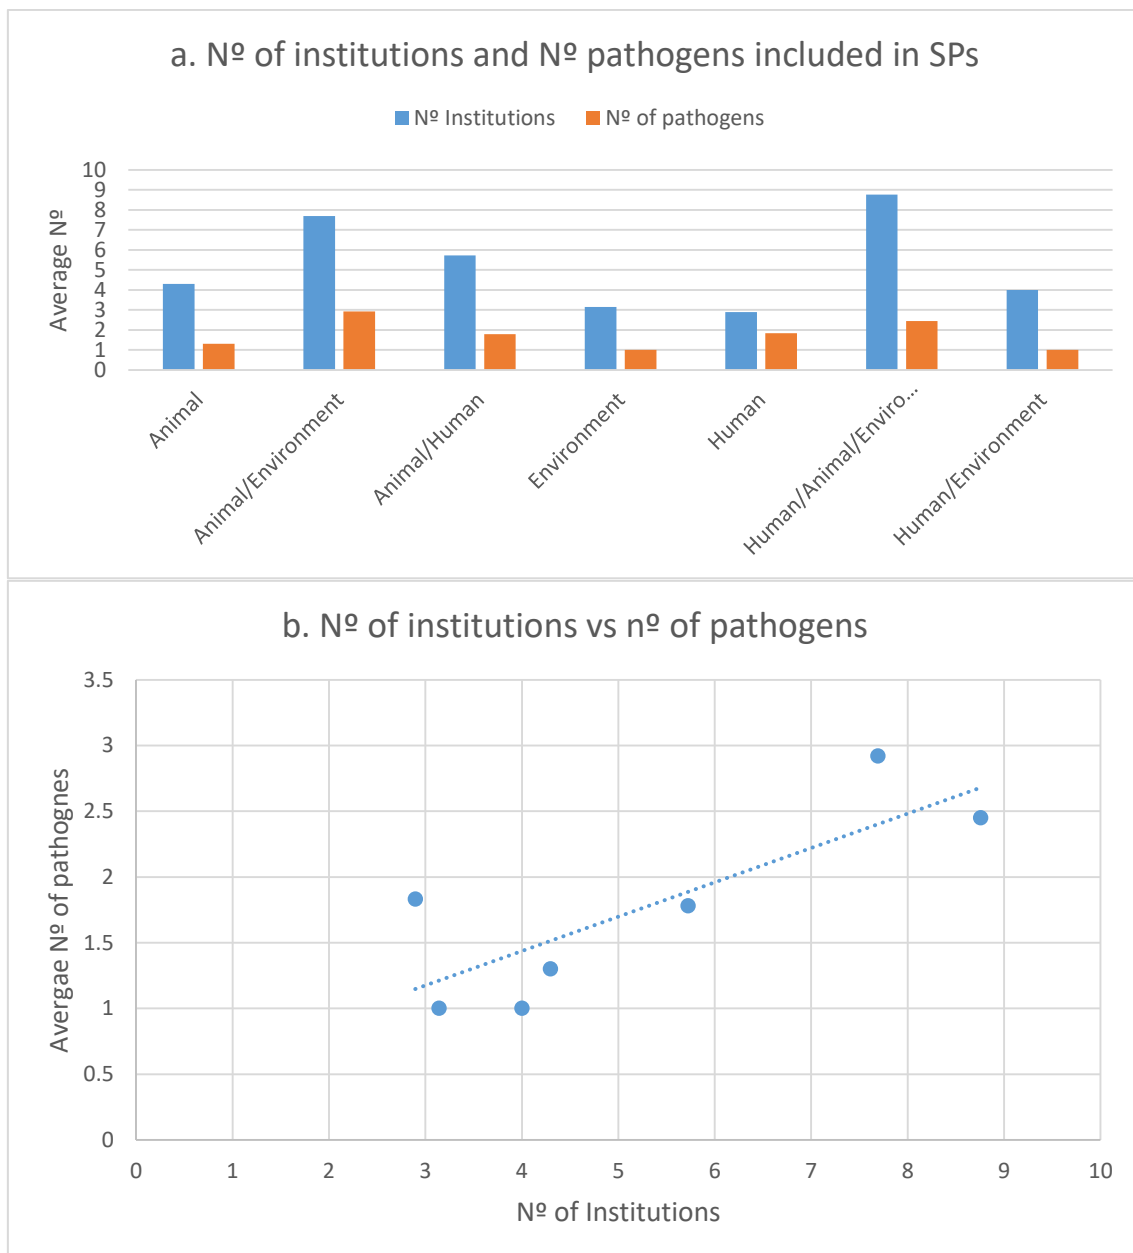 a. Nº of institutions and Nº pathogens included in SPs
Nº Institutions Nº of pathogens
Average Nº
10
9
8
7
6
5
4
3
2
1
0
Animal
Animal/Environment
Animal/Human
Environment
Human
Human/Animal/Enviro...
Human/Environment
b. Nº of institutions vs nº of pathogens
Avergae Nº of pathognes
3.5
3
2.5
2
1.5
1
0.5
0
0 1 2 3 4 5 6 7 8 9 10
Nº of Institutions